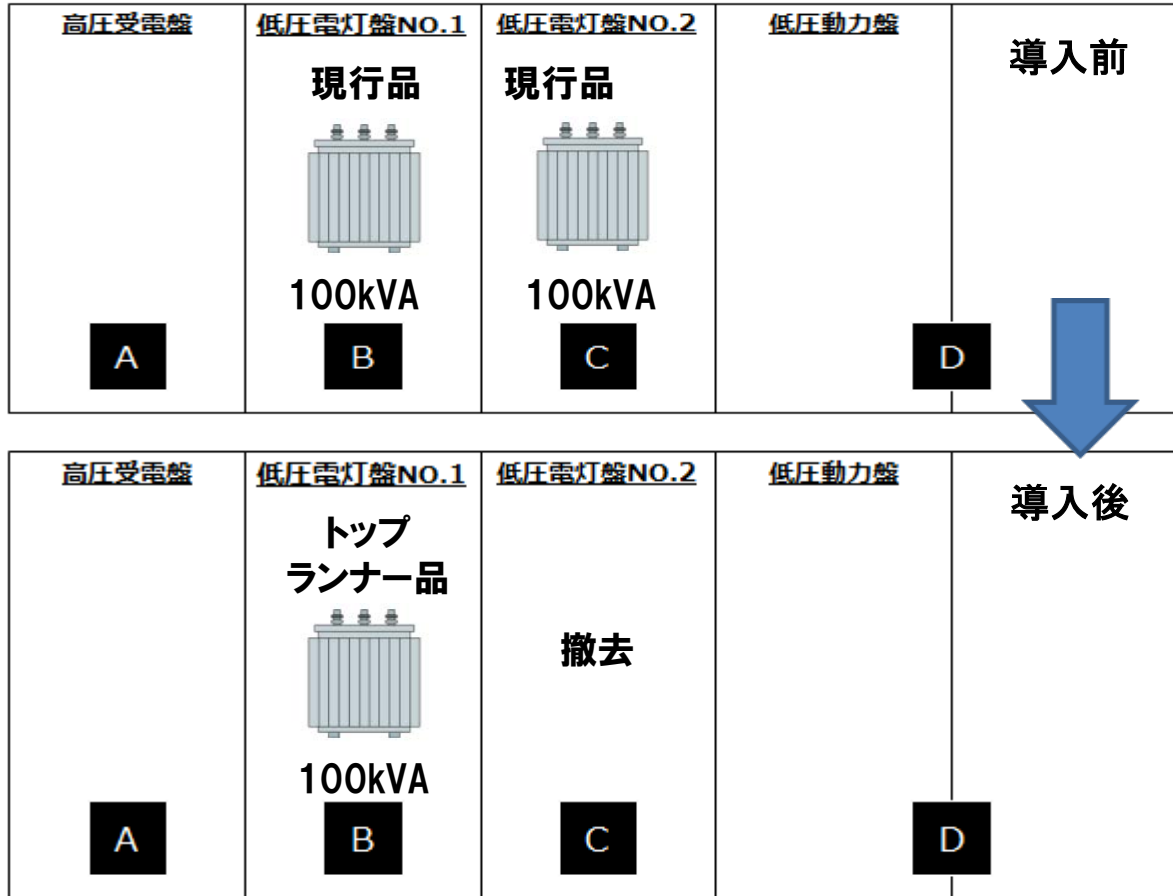 高圧受電盤
低圧電灯盤NO.1
低圧電灯盤NO.2
低圧動力盤
導入前
現行品
現行品
100kVA
100kVA
A
B
C
D
高圧受電盤
低圧電灯盤NO.1
低圧電灯盤NO.2
低圧動力盤
導入後
トップ
ランナー品
撤去
100kVA
A
B
C
D